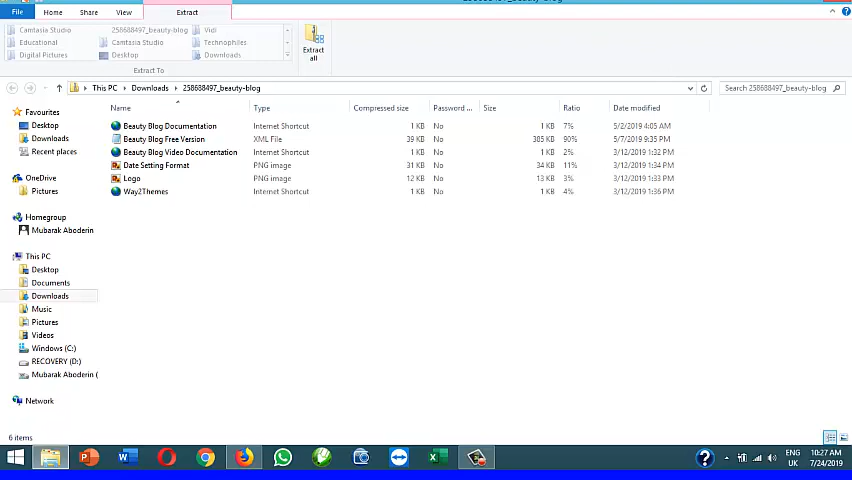 258688497_beauty-blog
File Home Share View Extract
Camtasia Studio 258688497_beauty-blog Vidi
Educational Camtasia Studio Technophiles
Digital Pictures Desktop Downloads
Extract all
Extract To
This PC Downloads 258688497_beauty-blog
Search 258688497_beauty-blog
Name Type Compressed size Password ... Size Ratio Date modified
Beauty Blog Documentation Internet Shortcut 1 KB No 1 KB 7% 5/2/2019 4:05 AM
Beauty Blog Free Version XML File 39 KB No 385 KB 90% 5/7/2019 9:35 PM
Beauty Blog Video Documentation Internet Shortcut 1 KB No 1 KB 2% 3/12/2019 1:32 PM
Date Setting Format PNG image 31 KB No 34 KB 11% 3/12/2019 1:34 PM
Logo PNG image 12 KB No 13 KB 3% 3/12/2019 1:33 PM
Way2Themes Internet Shortcut 1 KB No 1 KB 4% 3/12/2019 1:36 PM
Favourites
Desktop
Downloads
Recent places
OneDrive
Pictures
Homegroup
Mubarak Aboderin
This PC
Desktop
Documents
Downloads
Music
Pictures
Videos
Windows (C:)
RECOVERY (D:)
Mubarak Aboderin (
Network
6 items
ENG 10:27 AM
UK 7/24/2019